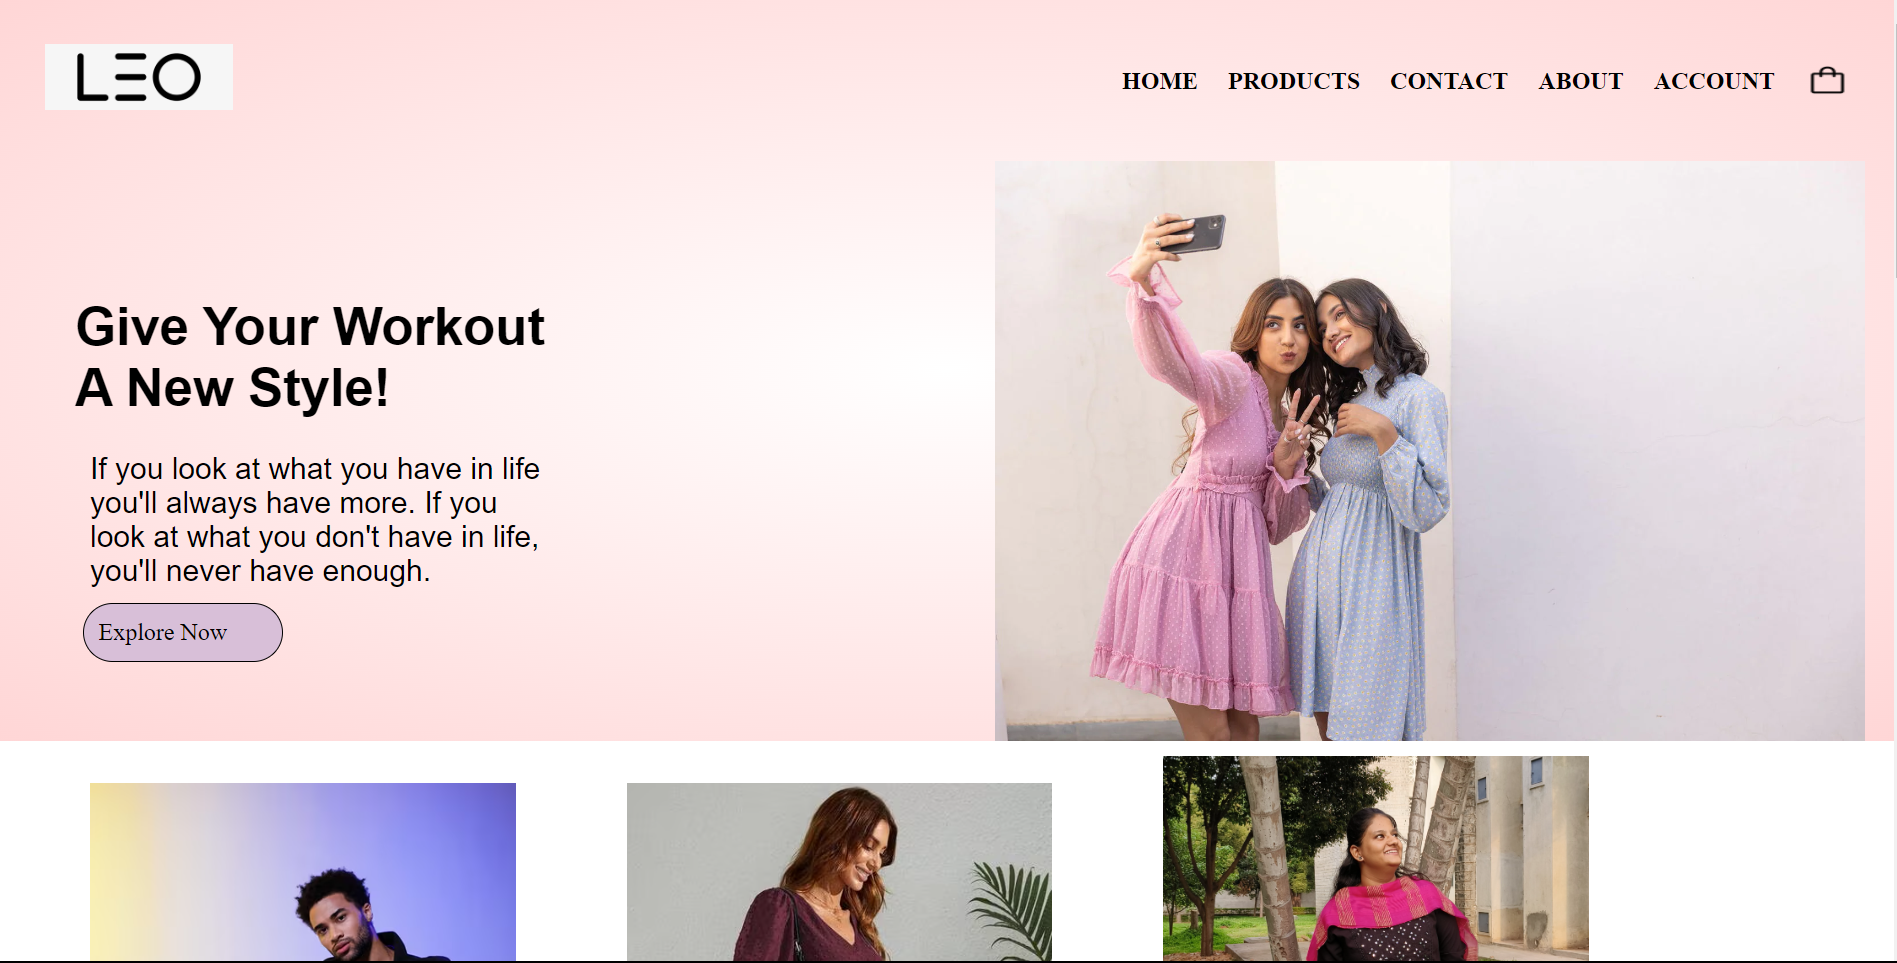 LEO
HOME PRODUCTS CONTACT ABOUT ACCOUNT
Give Your Workout
A New Style!
If you look at what you have in life
you'll always have more. If you
look at what you don't have in life,
you'll never have enough.
Explore Now